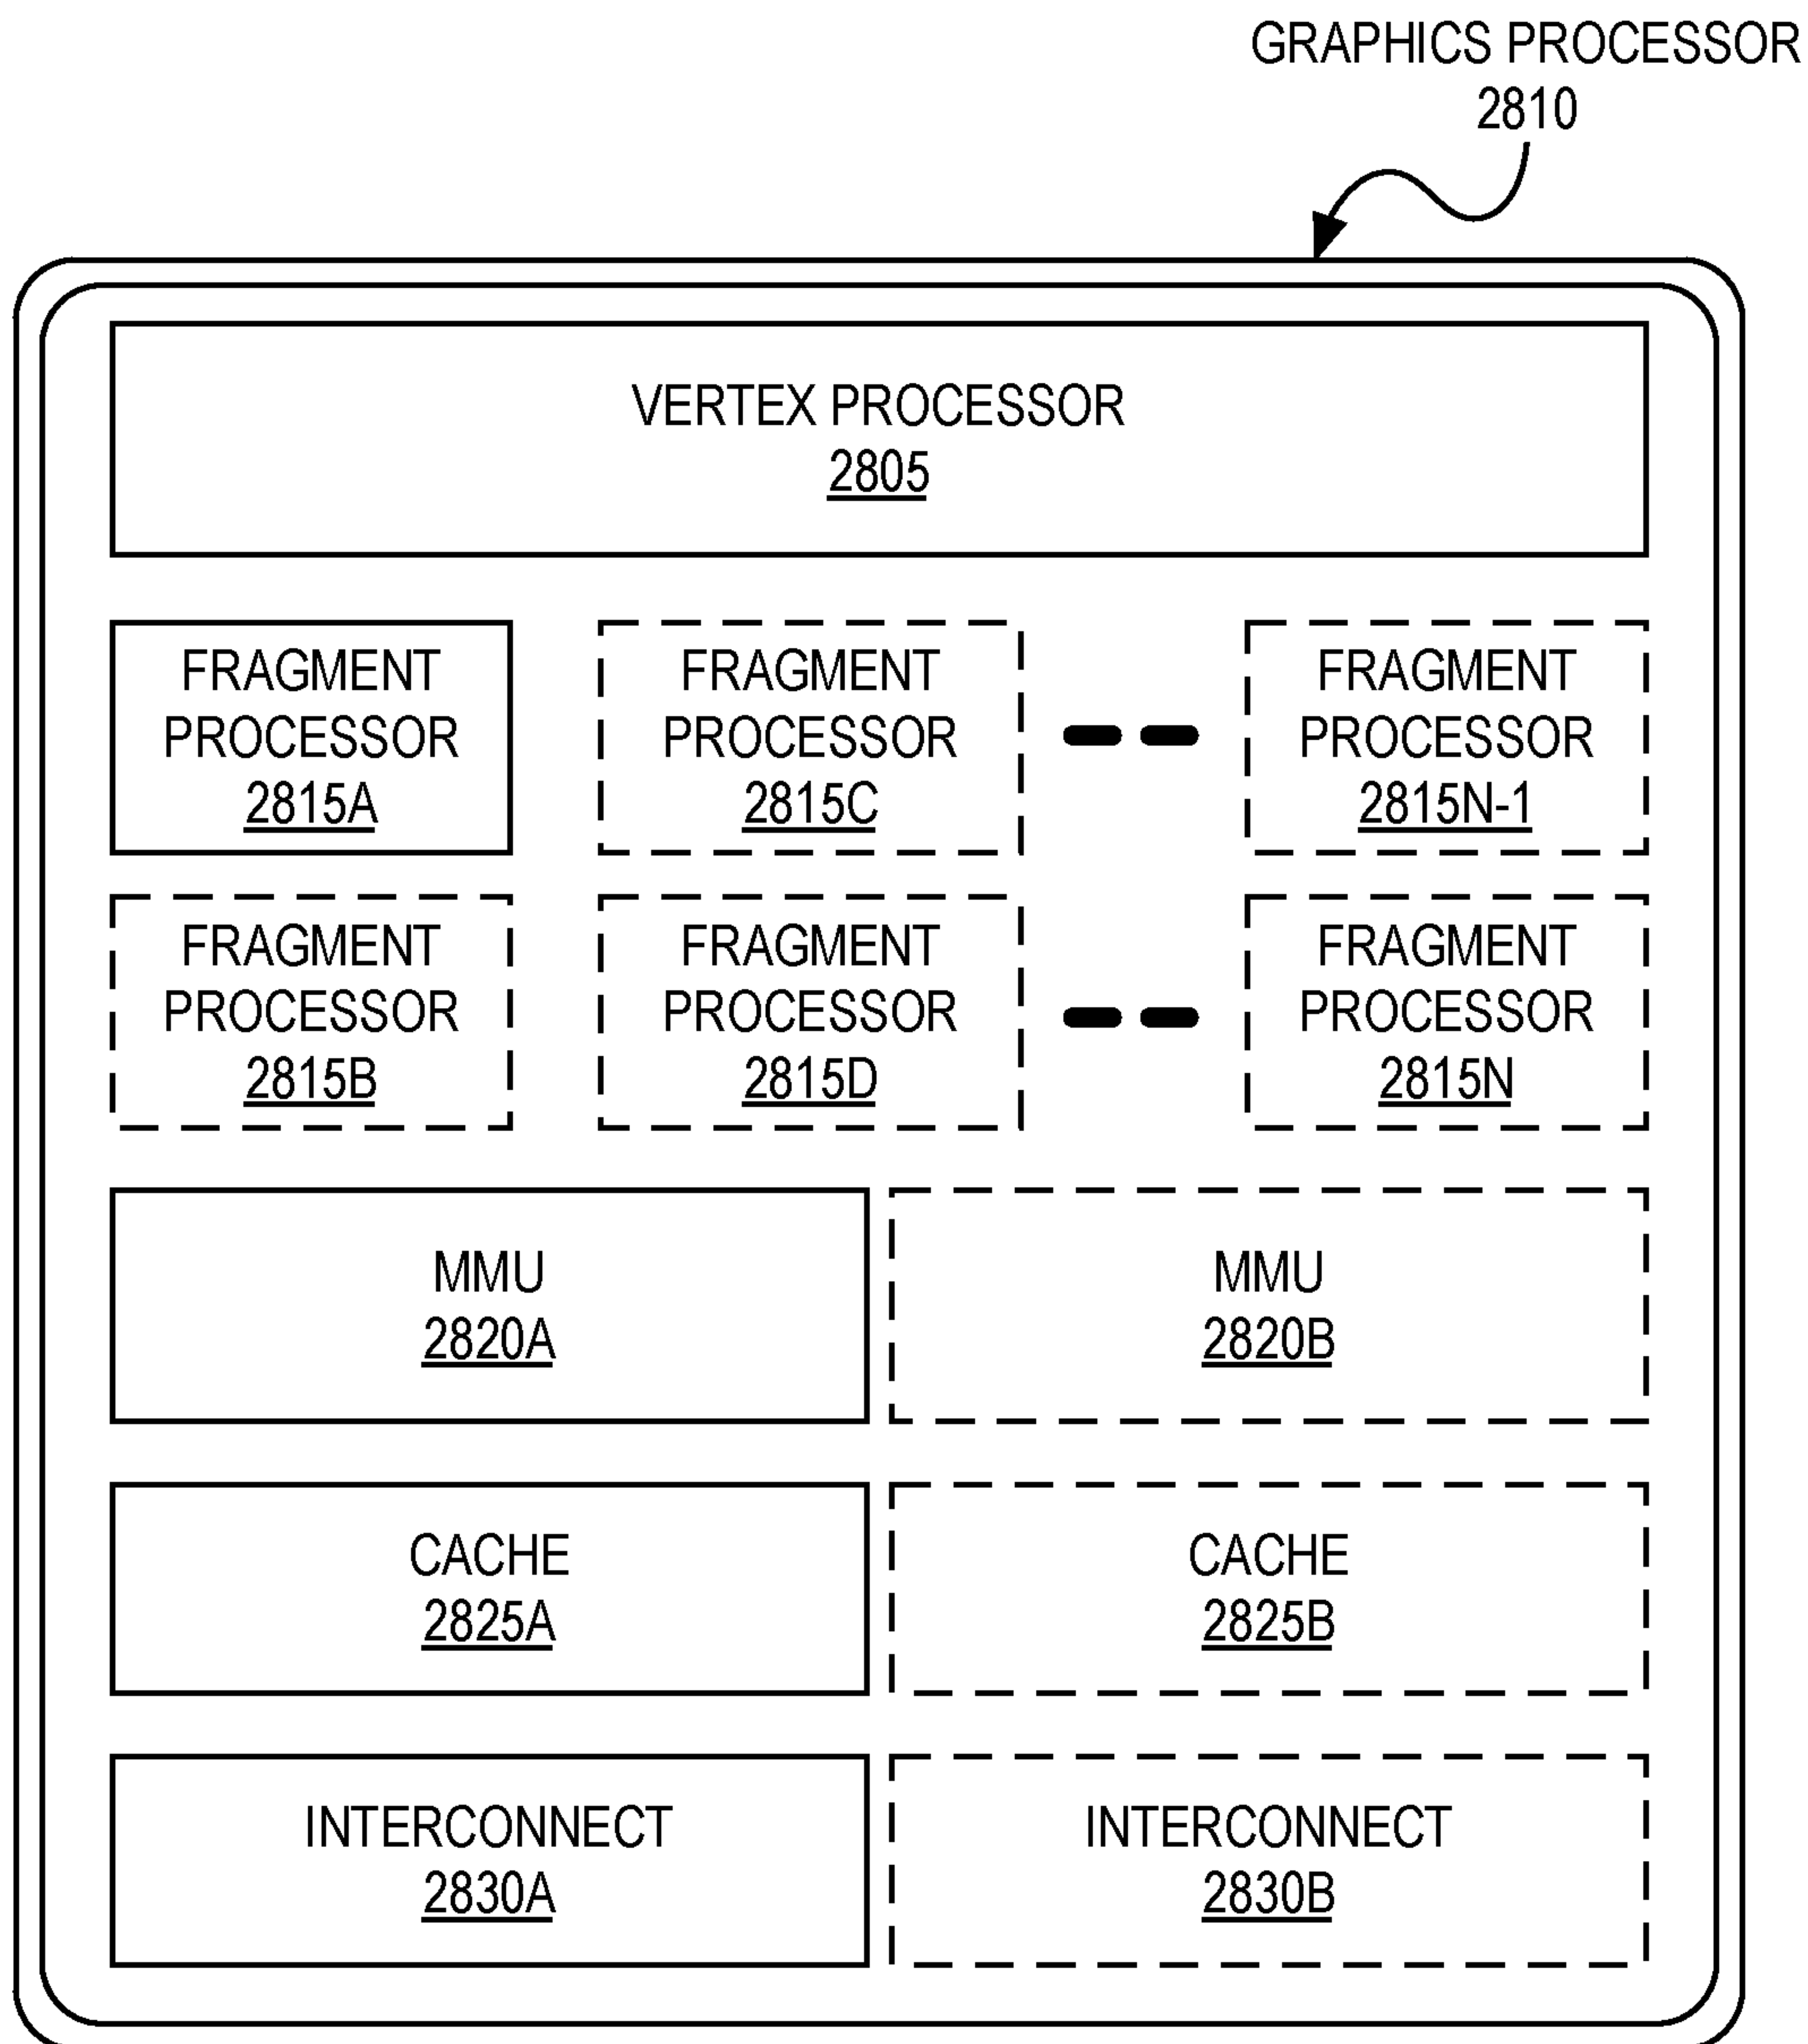 GRAPHICS PROCESSOR
2810
VERTEX PROCESSOR
2805
FRAGMENT
PROCESSOR
2815A
FRAGMENT
PROCESSOR
2815C
FRAGMENT
PROCESSOR
2815N-1
FRAGMENT
PROCESSOR
2815B
FRAGMENT
PROCESSOR
2815D
FRAGMENT
PROCESSOR
2815N
MMU
2820A
MMU
2820B
CACHE
2825A
CACHE
2825B
INTERCONNECT
2830A
INTERCONNECT
2830B